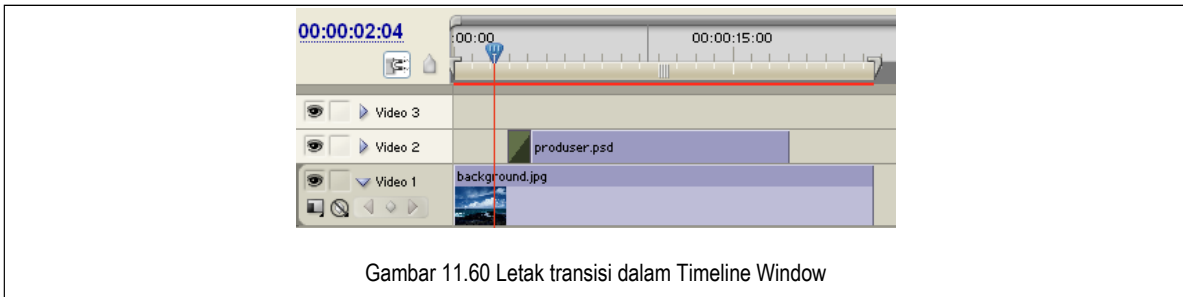 00:00:02:04
:00:00
00:00:15:00
Video 3
Video 2
produser.psd
Video 1
background.jpg
Gambar 11.60 Letak transisi dalam Timeline Window